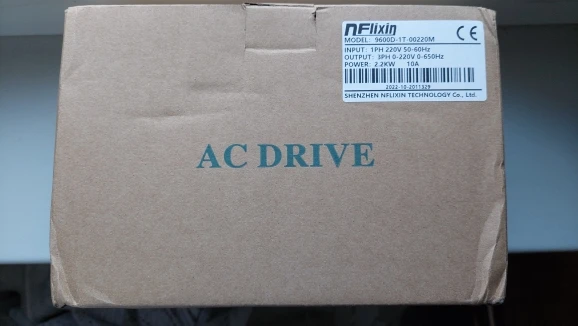 nFlixin
MODEL: 9600D-1T-00220M
INPUT: 1PH 220V 50-60Hz
OUTPUT: 3PH 0-220V 0-650Hz
POWER: 2.2KW 10A
2022-10-2011329
SHENZHEN NFLIXIN TECHNOLOGY Co., Ltd.
CE
AC DRIVE